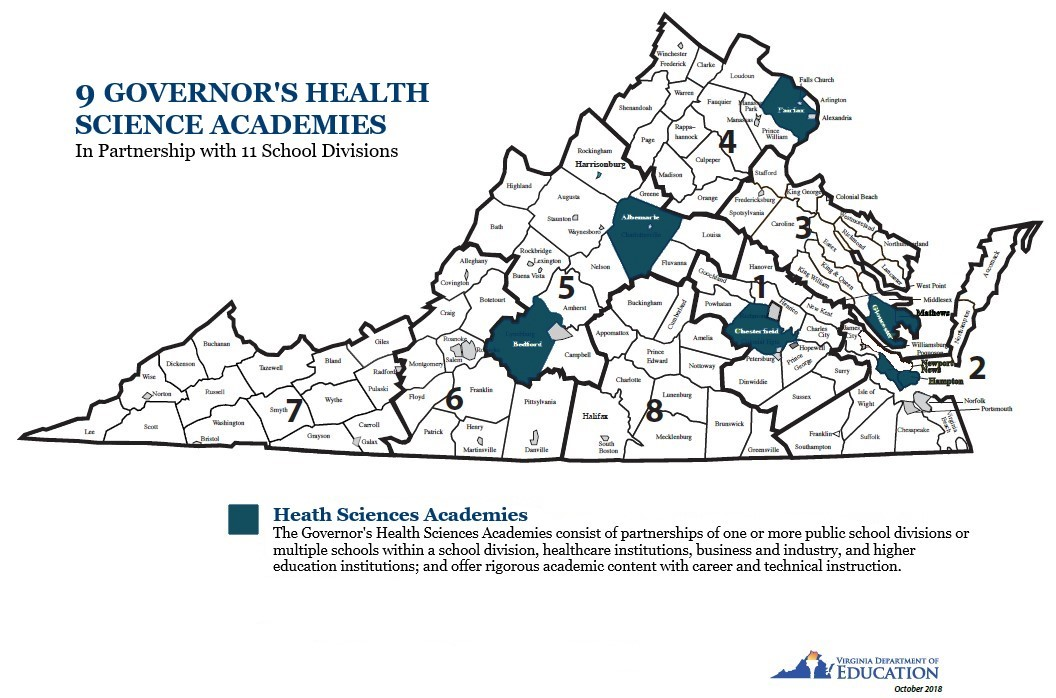 9 GOVERNOR'S HEALTH
SCIENCE ACADEMIES
In Partnership with 11 School Divisions
Winchester
Frederick
Clarke
Loudoun
Falls Church
Arlington
Alexandria
Fairfax
Warren
Fauquier
Manassas
Park
Manassas
Prince
William
Shenandoah
Rappa-
hannock
4
Page
Culpeper
Madison
Stafford
Rockingham
Harrisonburg
Greene
Orange
Fredericksburg
Spottsylvania
King George
Colonial Beach
Highland
Augusta
Albemarle
Caroline
3
Westmoreland
Richmond
Northumberland
Essex
Lancaster
Bath
Staunton
Waynesboro
Louisa
Rockbridge
Lexington
Nelson
Fluvanna
Goochland
Hanover
King & Queen
King William
Accomack
Northampton
Alleghany
Covington
Buena Vista
5
Botetourt
Amherst
Buckingham
Cumberland
Powhatan
1
Henrico
New Kent
West Point
Middlesex
Gloucester
Mathews
Craig
Roanoke
Salem
Bedford
Campbell
Appomattox
Amelia
Chesterfield
Charles
City
James
City
Williamsburg
Poquoson
Newport
News
Hampton
2
Prince
Edward
Nottoway
Petersburg
Hopewell
Prince
George
Surry
Giles
Buchanan
Bland
Montgomery
Radford
Dickenson
Tazewell
Wise
Norton
Russell
Pulaski
Wythe
Floyd
6
Franklin
Pittsylvania
Charlotte
Lunenburg
Dinwiddie
Sussex
Isle of
Wight
Norfolk
Portsmouth
Smyth
7
Carroll
Lee
Scott
Washington
Bristol
Grayson
Galax
Patrick
Henry
Martinsville
Danville
Halifax
South
Boston
8
Mecklenburg
Brunswick
Greensville
Franklin
Southampton
Suffolk
Chesapeake
Virginia
Beach
Heath Sciences Academies
The Governor's Health Sciences Academies consist of partnerships of one or more public school divisions or
multiple schools within a school division, healthcare institutions, business and industry, and higher
education institutions; and offer rigorous academic content with career and technical instruction.
VIRGINIA DEPARTMENT OF
EDUCATION
October 2018